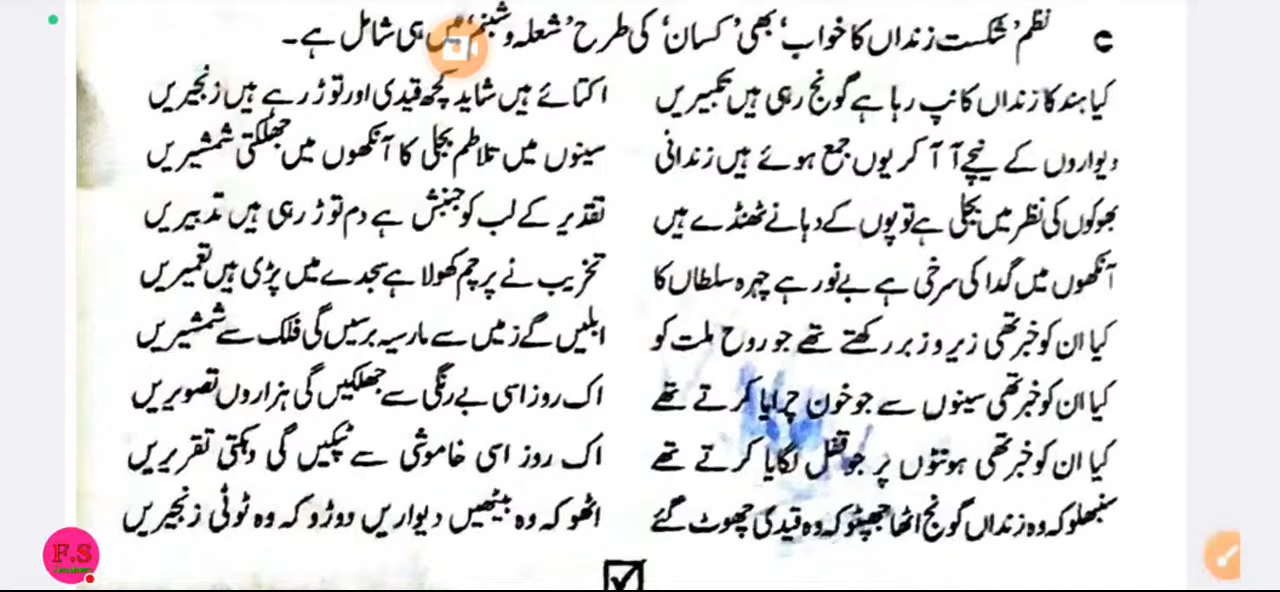 نظم ’شکست زنداں کا خواب‘ بھی ’کسان‘ کی طرح ’شعلہ و شبنم‘ میں ہی شامل ہے۔
کیا ہند کا زنداں کانپ رہا ہے گونج رہی ہیں تکبیریں اکتائے ہیں شاید کچھ قیدی اور توڑ رہے ہیں زنجیریں
دیواروں کے نیچے آ آ کر یوں جمع ہوئے ہیں زندانی سینوں میں تلاطم بجلی کا آنکھوں میں جھلکتی شمشیریں
بھوکوں کی نظر میں بجلی ہے توپوں کے دہانے ٹھنڈے ہیں تقدیر کے لب کو جنبش ہے دم توڑ رہی ہیں تدبیریں
آنکھوں میں گدا کی سرخی ہے بے نور ہے چہرہ سلطاں کا تخریب نے پرچم کھولا ہے سجدے میں پڑی ہیں تعمیریں
کیا ان کو خبر تھی زیر و زبر رکھتے تھے جو روح ملت کو ابلیں گے زمیں سے مار سیہ برسیں گی فلک سے شمشیریں
کیا ان کو خبر تھی سینوں سے جو خون چرایا کرتے تھے اک روز اسی بے رنگی سے جھلکیں گی ہزاروں تصویریں
کیا ان کو خبر تھی ہونٹوں پر جو قفل لگایا کرتے تھے اک روز اسی خاموشی سے ٹپکیں گی دہکتی تقریریں
سنبھلو کہ وہ زنداں گونج اٹھا جھپٹو کہ وہ قیدی چھوٹ گئے اٹھو کہ وہ بیٹھیں دیواریں دوڑو کہ وہ ٹوٹی زنجیریں
F.S